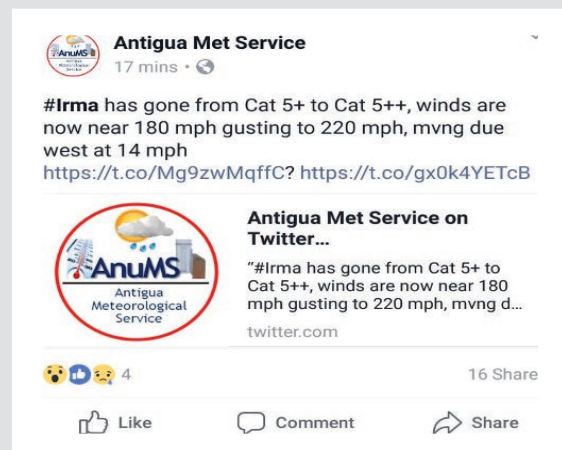 AnuMS
Antigua Met Service
17 mins ·
#Irma has gone from Cat 5+ to Cat 5++, winds are
now near 180 mph gusting to 220 mph, mvng due
west at 14 mph
https://t.co/Mg9zwMqffC? https://t.co/gx0k4YETcB
AnuMS
Antigua
Meteorological
Service
Antigua Met Service on
Twitter...
"#Irma has gone from Cat 5+ to
Cat 5++, winds are now near 180
mph gusting to 220 mph, mvng d...
twitter.com
4
16 Share
Like
Comment
Share